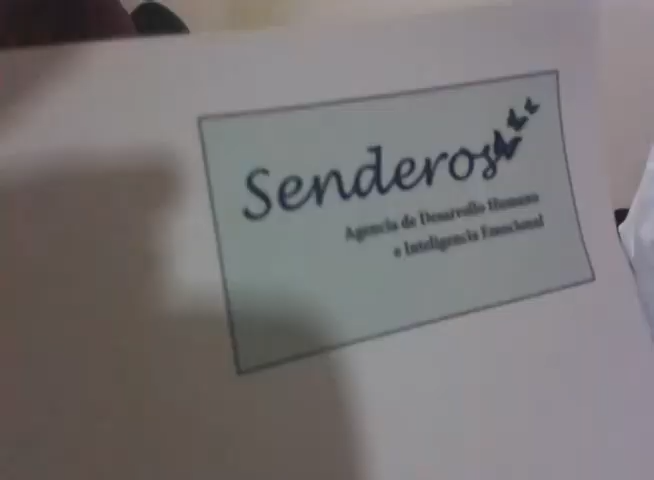 Senderos
Agencia de Desarrollo Humano
e Inteligencia Emocional